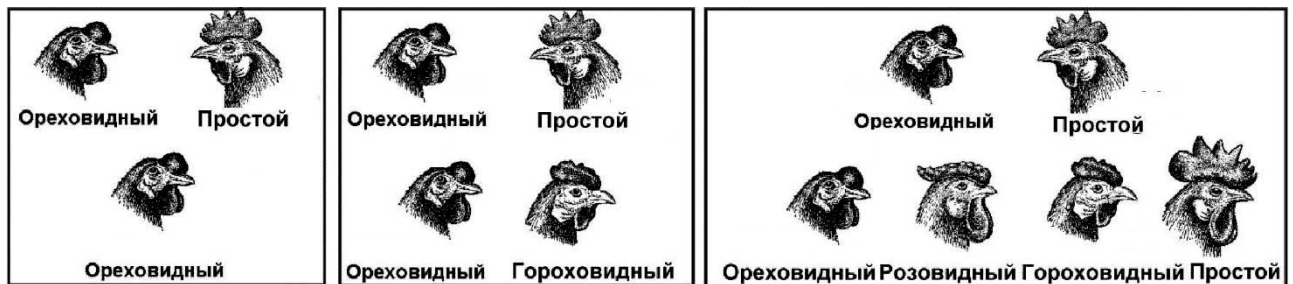 Ореховидный Простой
Ореховидный
Ореховидный Простой
Ореховидный Гороховидный
Ореховидный Простой
Ореховидный Розовидный Гороховидный Простой